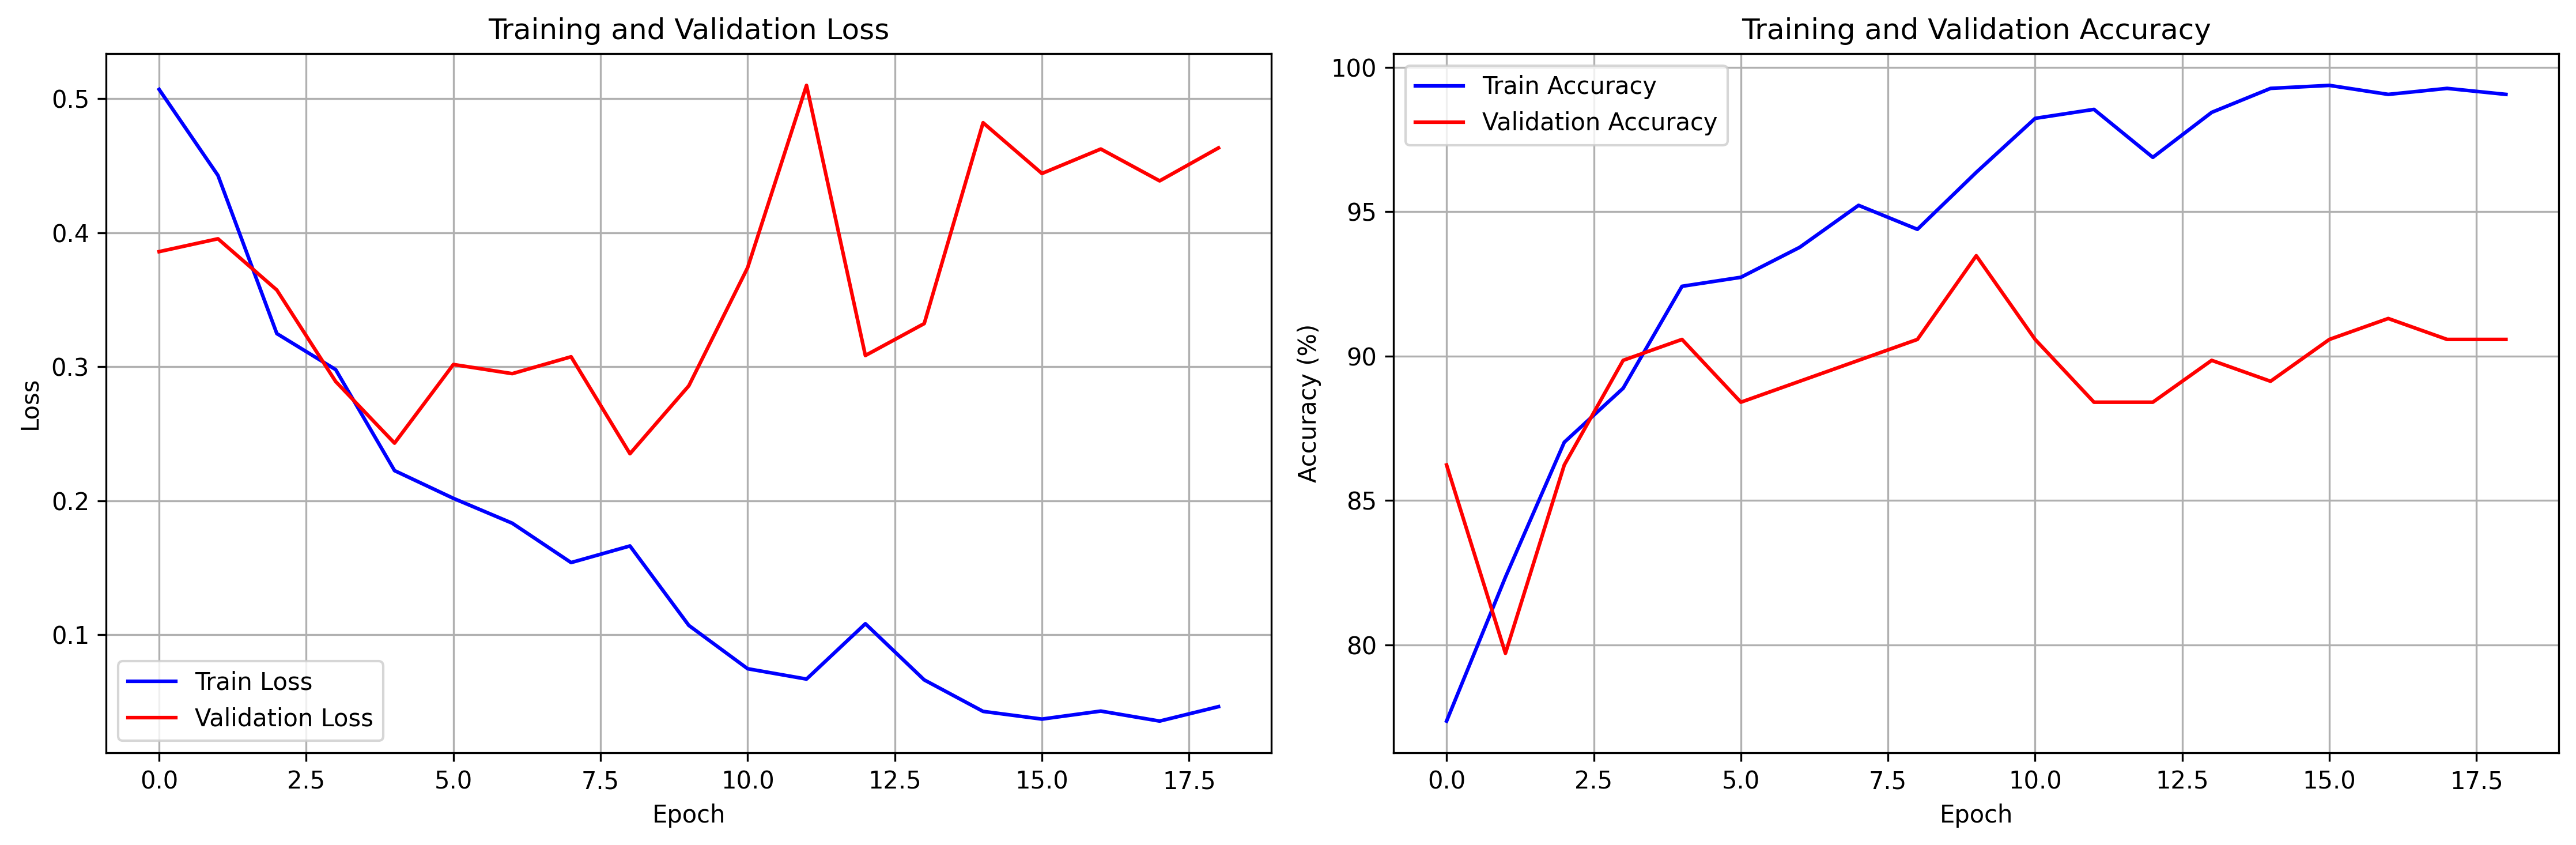 Training and Validation Loss
Loss
0.5
0.4
0.3
0.2
0.1
Train Loss
Validation Loss
0.0 2.5 5.0 7.5 10.0 12.5 15.0 17.5
Epoch
Training and Validation Accuracy
Accuracy (%)
100
95
90
85
80
Train Accuracy
Validation Accuracy
0.0 2.5 5.0 7.5 10.0 12.5 15.0 17.5
Epoch